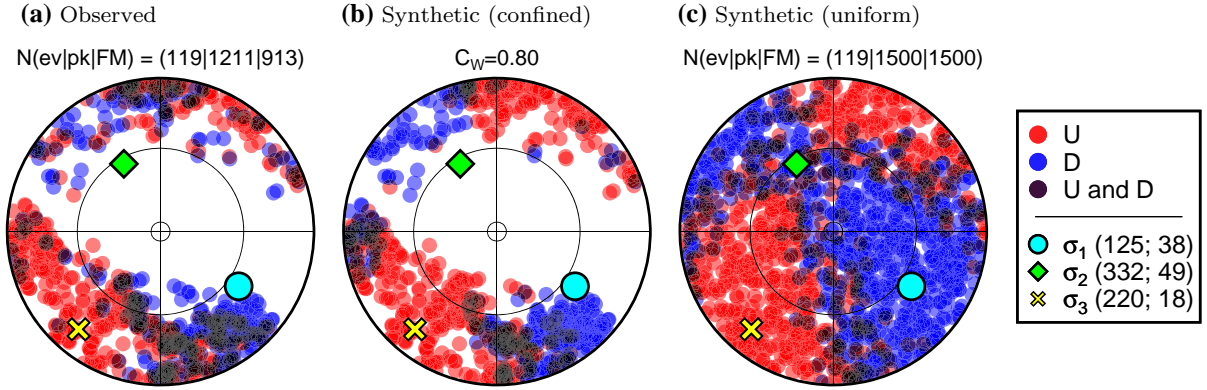 (a) Observed
(b) Synthetic (confined)
(c) Synthetic (uniform)
N(ev|pk|FM) = (119|1211|913)
C_W=0.80
N(ev|pk|FM) = (119|1500|1500)
U
D
U and D
σ₁ (125; 38)
σ₂ (332; 49)
σ₃ (220; 18)